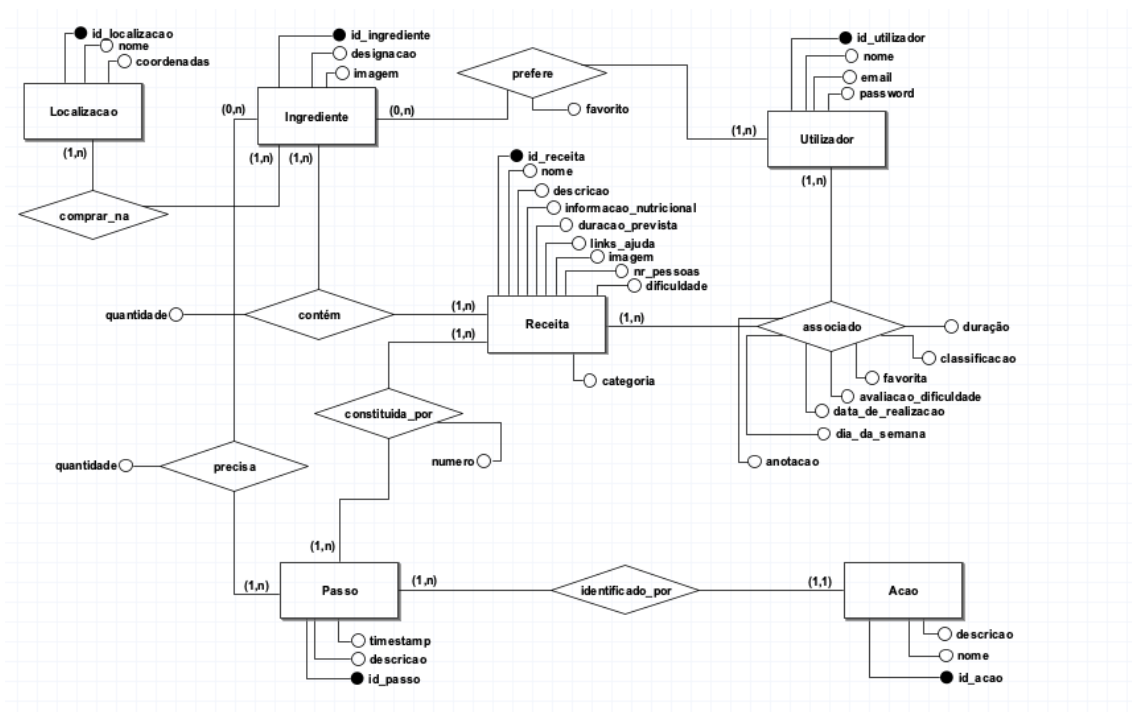 id_localizacao
nome
coordenadas
Localizacao
(1,n)
comprar_na
id_ingrediente
designacao
imagem
(0,n)
Ingrediente
(0,n)
(1,n)
(1,n)
prefere
favorito
id_utilizador
nome
email
password
(1,n)
Utilizador
(1,n)
id_receita
nome
descricao
informacao_nutricional
duracao_prevista
links_ajuda
imagem
nr_pessoas
dificuldade
quantidade
contém
(1,n)
Receita
(1,n)
(1,n)
categoria
associado
duração
classificacao
favorita
avaliacao_dificuldade
data_de_realizacao
dia_da_semana
anotacao
constituida_por
numero
quantidade
precisa
(1,n)
(1,n)
Passo
(1,n)
identificado_por
(1,1)
Acao
timestamp
descricao
id_passo
descricao
nome
id_acao